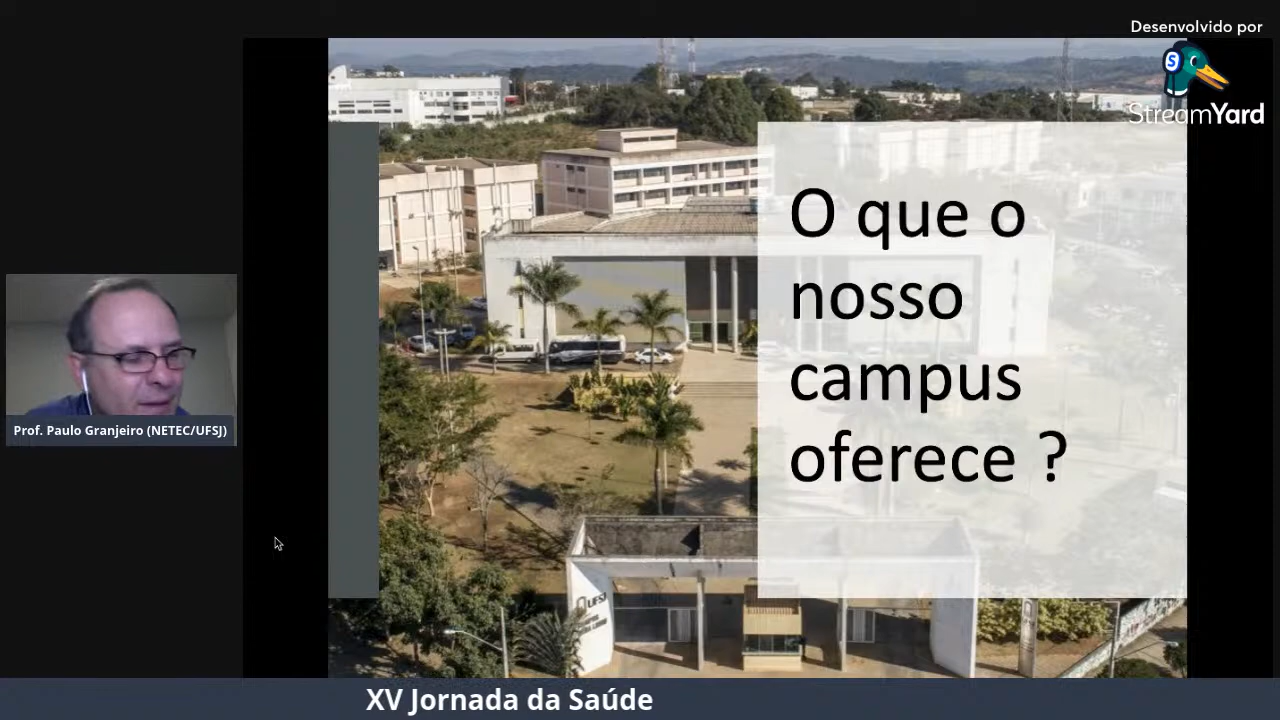 Desenvolvido por
StreamYard
O que o
nosso
campus
oferece ?
Prof. Paulo Granjeiro (NETEC/UFSJ)
UFSJ
XV Jornada da Saúde